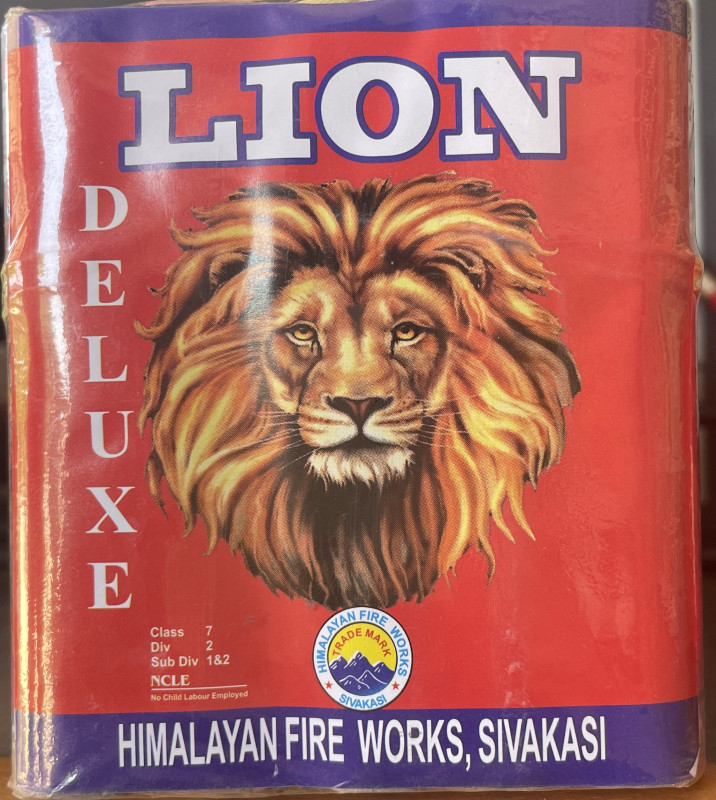 LION
DELUXE
Class 7
Div 2
Sub Div 1&2
NCLE
No Child Labour Employed
HIMALAYAN FIRE WORKS
TRADE MARK
SIVAKASI
HIMALAYAN FIRE WORKS, SIVAKASI